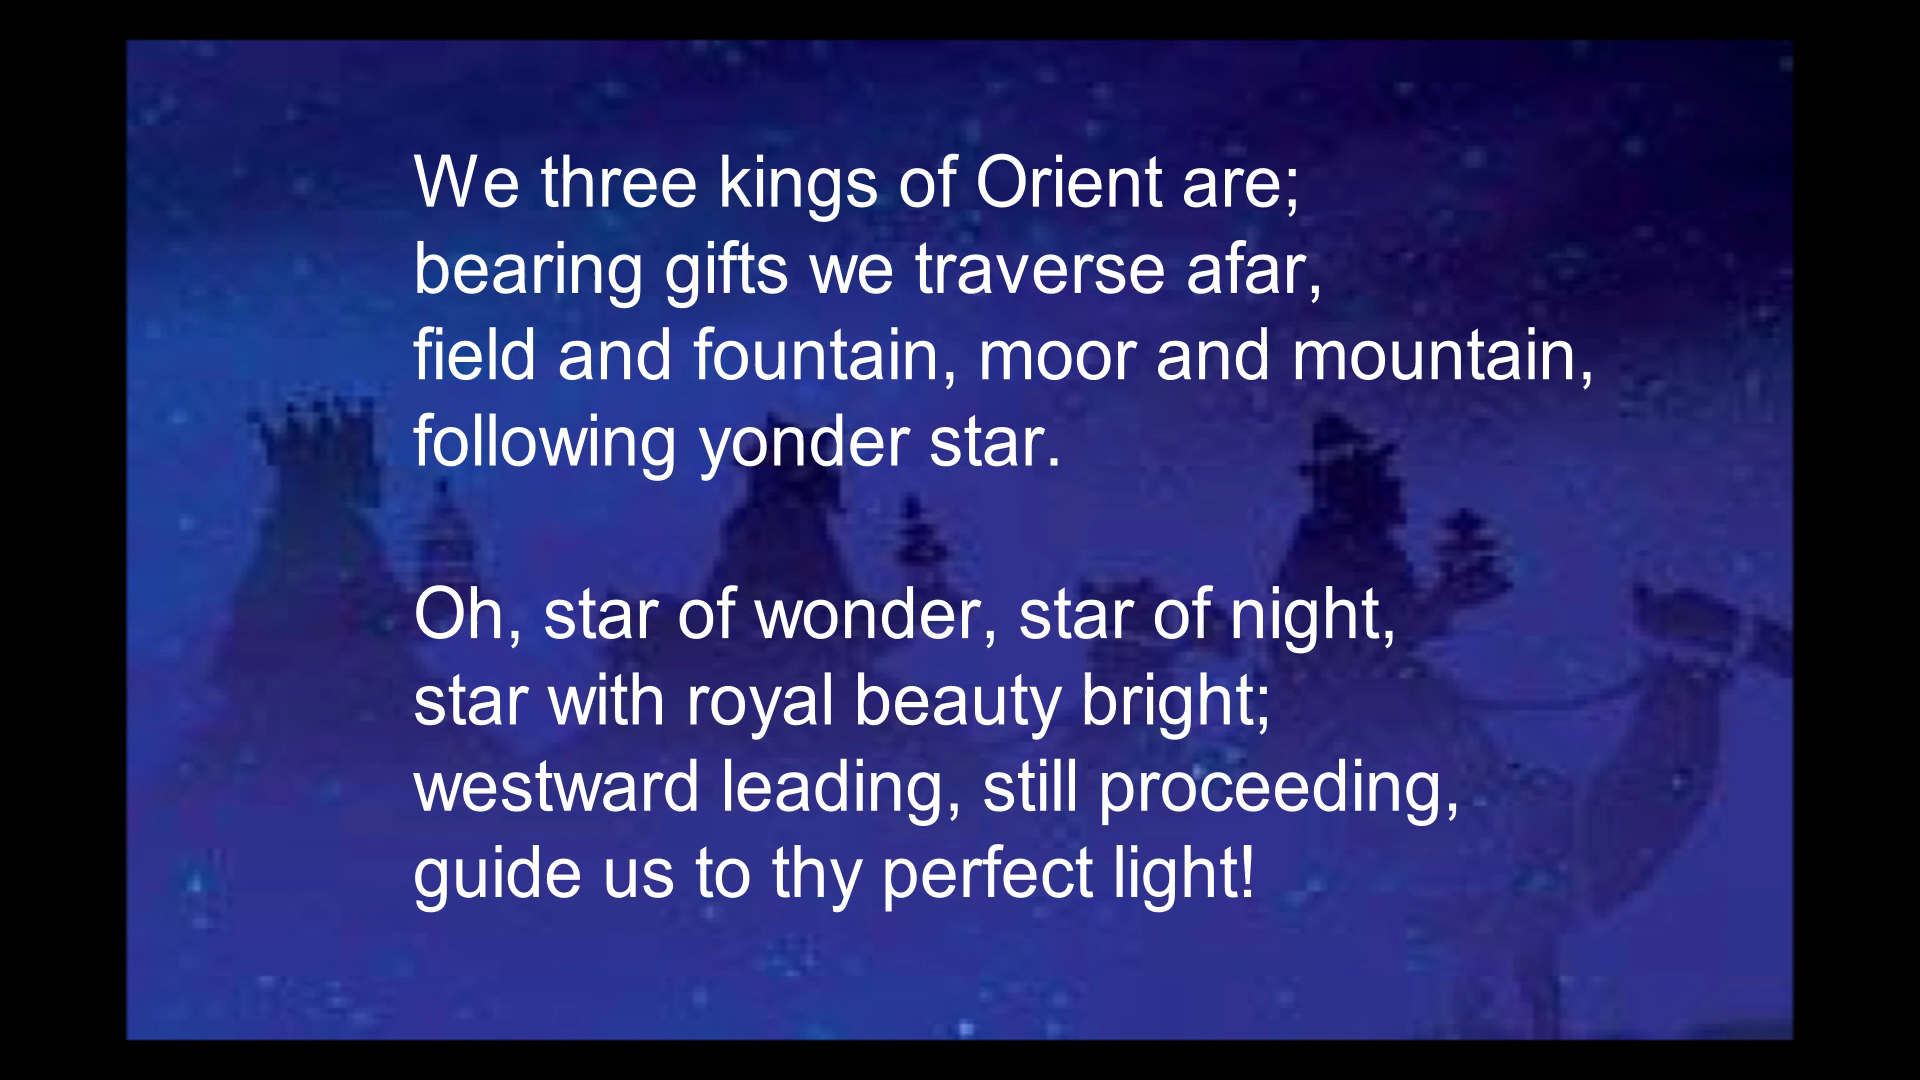 We three kings of Orient are;
bearing gifts we traverse afar,
field and fountain, moor and mountain,
following yonder star.
Oh, star of wonder, star of night,
star with royal beauty bright;
westward leading, still proceeding,
guide us to thy perfect light!